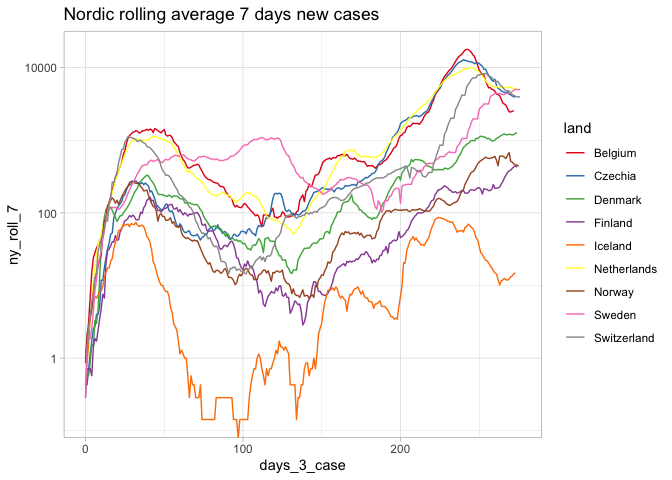 Nordic rolling average 7 days new cases
ny_roll_7
10000
100
1
0
100
200
days_3_case
land
Belgium
Czechia
Denmark
Finland
Iceland
Netherlands
Norway
Sweden
Switzerland